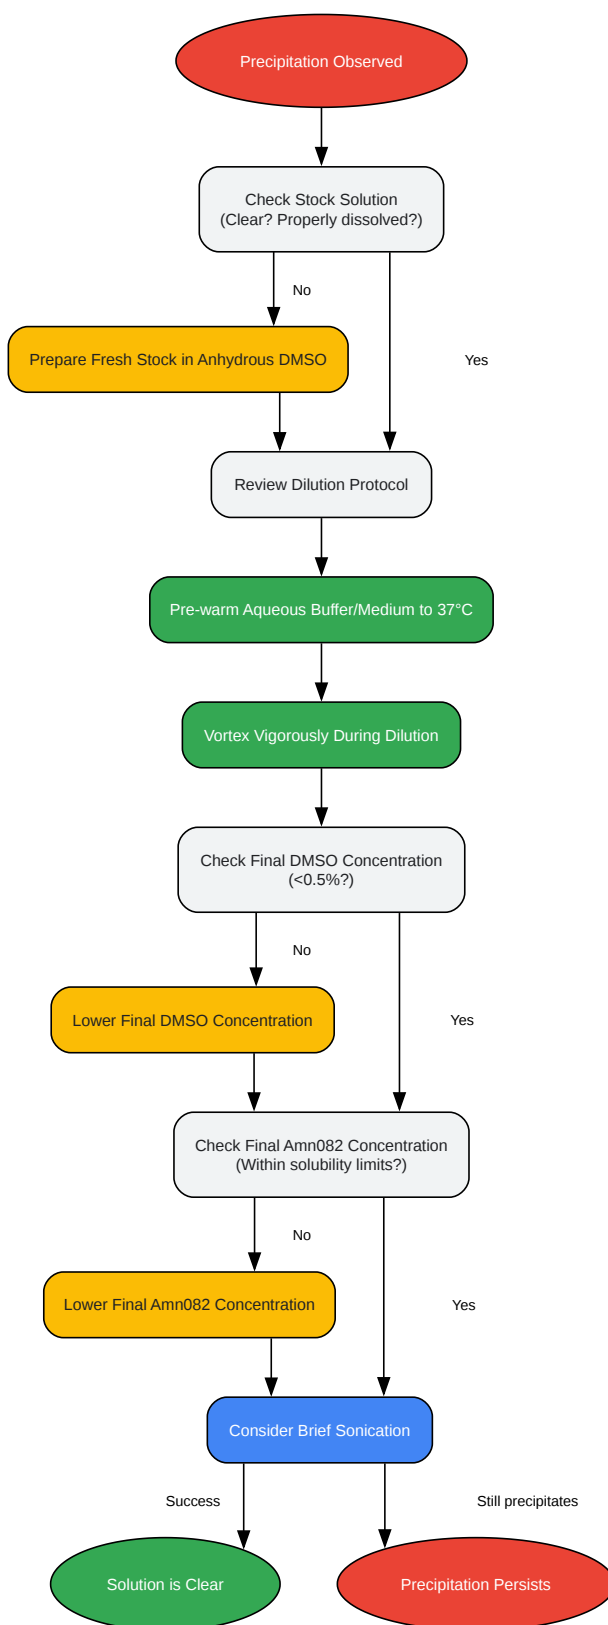 Precipitation Observed
Check Stock Solution
(Clear? Properly dissolved?)
No
Prepare Fresh Stock in Anhydrous DMSO
Yes
Review Dilution Protocol
Pre-warm Aqueous Buffer/Medium to 37°C
Vortex Vigorously During Dilution
Check Final DMSO Concentration
(<0.5%?)
No
Lower Final DMSO Concentration
Yes
Check Final Amn082 Concentration
(Within solubility limits?)
No
Lower Final Amn082 Concentration
Yes
Consider Brief Sonication
Success
Still precipitates
Solution is Clear
Precipitation Persists